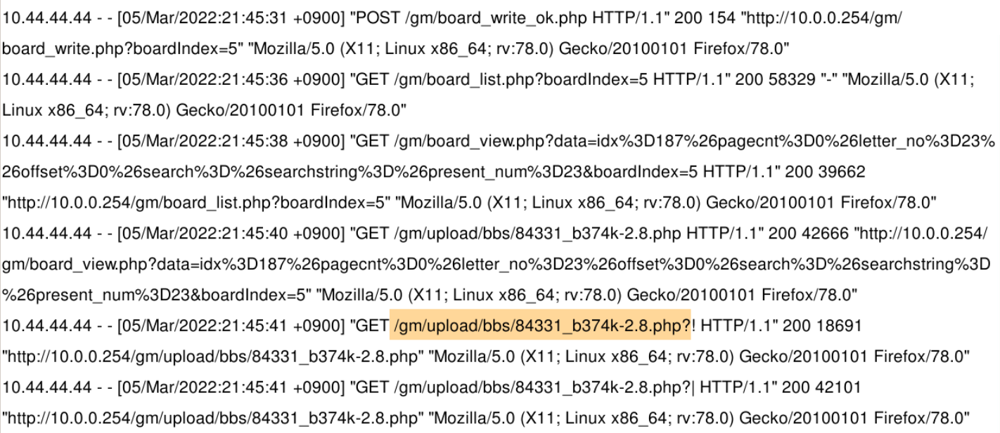 10.44.44.44 - - [05/Mar/2022:21:45:31 +0900] "POST /gm/board_write_ok.php HTTP/1.1" 200 154 "http://10.0.0.254/gm/
board_write.php?boardIndex=5" "Mozilla/5.0 (X11; Linux x86_64; rv:78.0) Gecko/20100101 Firefox/78.0"
10.44.44.44 - - [05/Mar/2022:21:45:36 +0900] "GET /gm/board_list.php?boardIndex=5 HTTP/1.1" 200 58329 "-" "Mozilla/5.0 (X11;
Linux x86_64; rv:78.0) Gecko/20100101 Firefox/78.0"
10.44.44.44 - - [05/Mar/2022:21:45:38 +0900] "GET /gm/board_view.php?data=idx%3D187%26pagecnt%3D0%26letter_no%3D23%
26offset%3D0%26search%3D%26searchstring%3D%26present_num%3D23&boardIndex=5 HTTP/1.1" 200 39662
"http://10.0.0.254/gm/board_list.php?boardIndex=5" "Mozilla/5.0 (X11; Linux x86_64; rv:78.0) Gecko/20100101 Firefox/78.0"
10.44.44.44 - - [05/Mar/2022:21:45:40 +0900] "GET /gm/upload/bbs/84331_b374k-2.8.php HTTP/1.1" 200 42666 "http://10.0.0.254/
gm/board_view.php?data=idx%3D187%26pagecnt%3D0%26letter_no%3D23%26offset%3D0%26search%3D%26searchstring%3D
%26present_num%3D23&boardIndex=5" "Mozilla/5.0 (X11; Linux x86_64; rv:78.0) Gecko/20100101 Firefox/78.0"
10.44.44.44 - - [05/Mar/2022:21:45:41 +0900] "GET /gm/upload/bbs/84331_b374k-2.8.php?! HTTP/1.1" 200 18691
"http://10.0.0.254/gm/upload/bbs/84331_b374k-2.8.php" "Mozilla/5.0 (X11; Linux x86_64; rv:78.0) Gecko/20100101 Firefox/78.0"
10.44.44.44 - - [05/Mar/2022:21:45:41 +0900] "GET /gm/upload/bbs/84331_b374k-2.8.php?| HTTP/1.1" 200 42101
"http://10.0.0.254/gm/upload/bbs/84331_b374k-2.8.php" "Mozilla/5.0 (X11; Linux x86_64; rv:78.0) Gecko/20100101 Firefox/78.0"